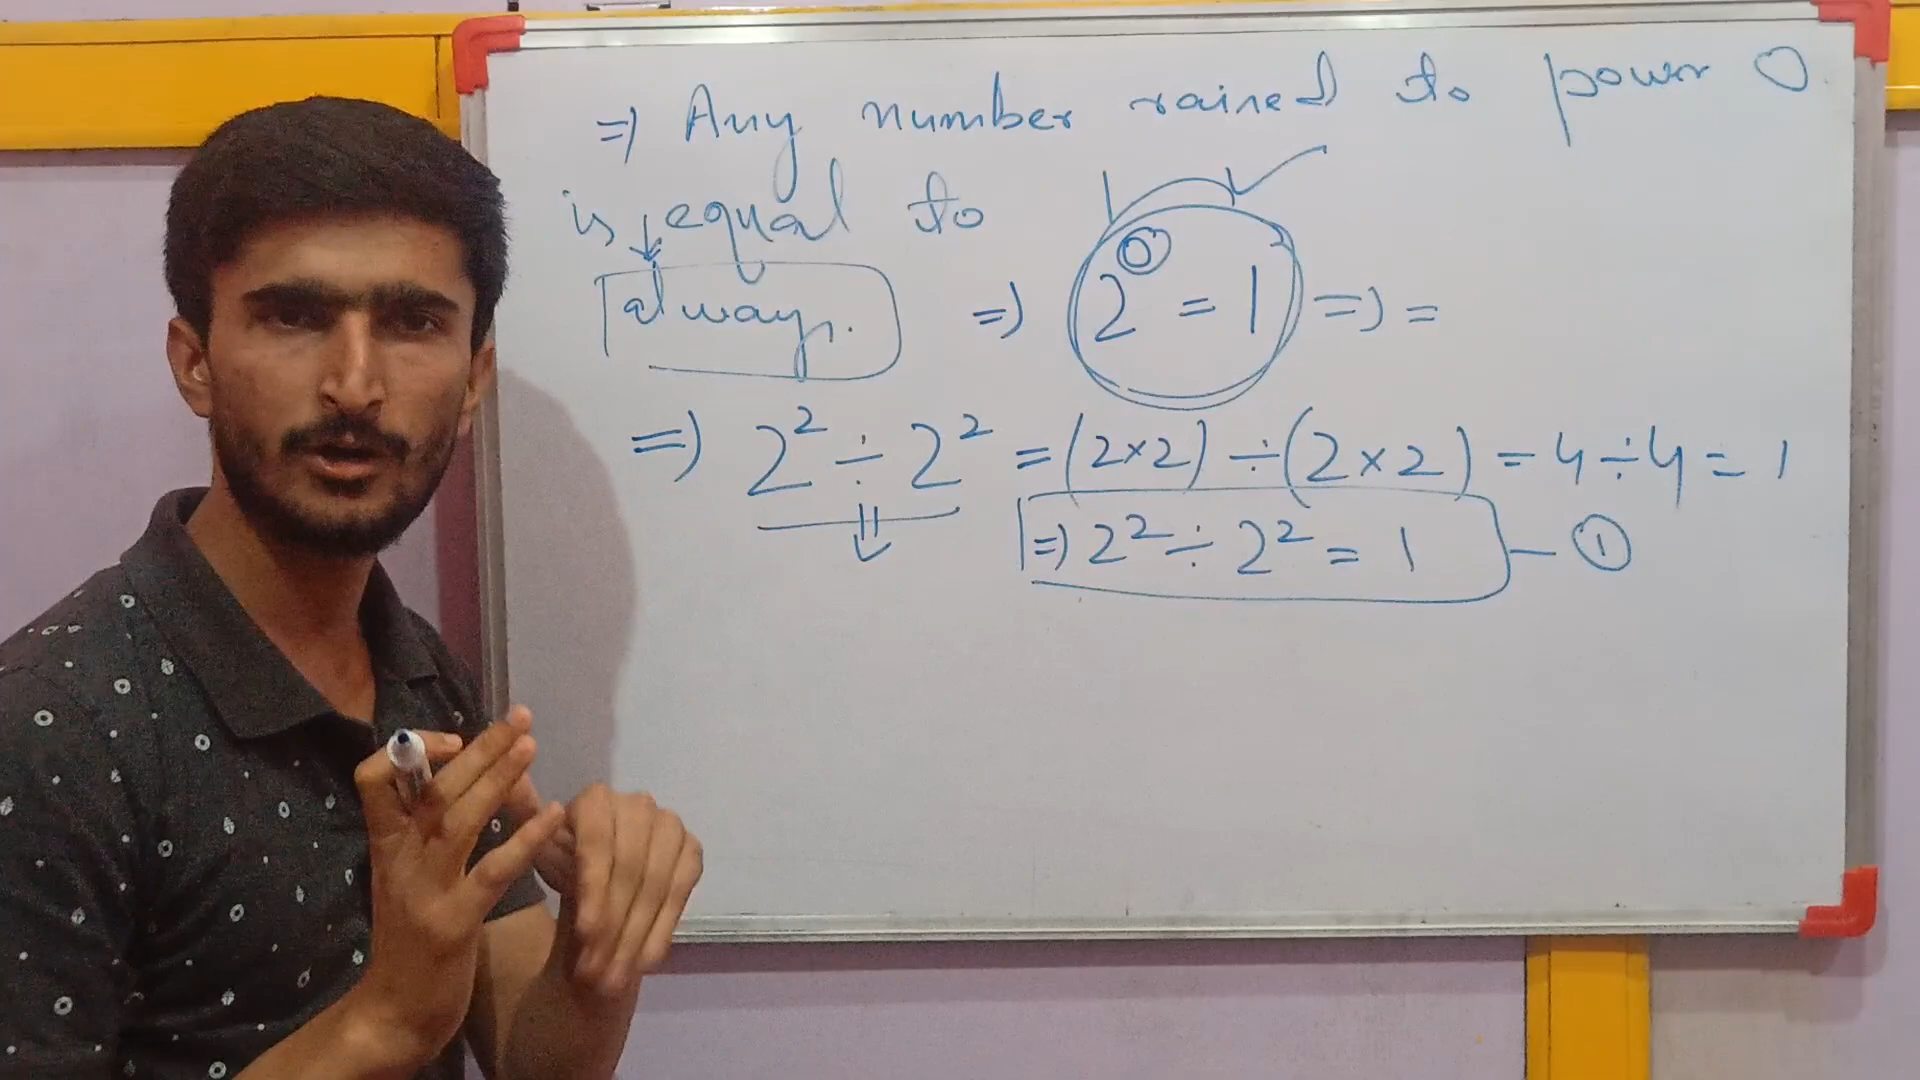 ⇒ Any number raised to power 0
is equal to
always. ⇒ 2⁰ = 1 ⇒ =
⇒ 2² ÷ 2² = (2×2) ÷ (2×2) = 4 ÷ 4 = 1
⇒ 2² ÷ 2² = 1 — ①